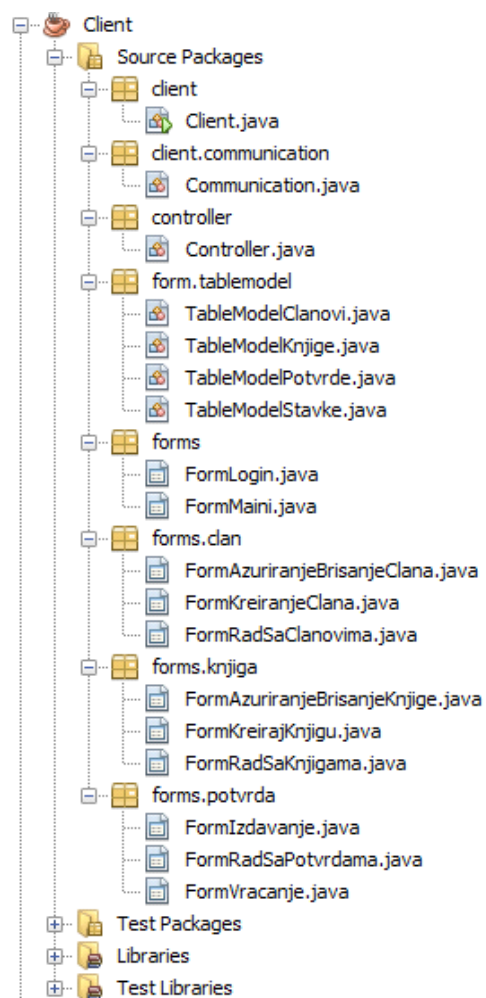 Client
Source Packages
client
Client.java
client.communication
Communication.java
controller
Controller.java
form.tablemodel
TableModelClanovi.java
TableModelKnjige.java
TableModelPotvrde.java
TableModelStavke.java
forms
FormLogin.java
FormMaini.java
forms.clan
FormAzuriranjeBrisanjeClana.java
FormKreiranjeClana.java
FormRadSaClanovima.java
forms.knjiga
FormAzuriranjeBrisanjeKnjige.java
FormKreirajKnjigu.java
FormRadSaKnjigama.java
forms.potvrda
FormIzdavanje.java
FormRadSaPotvrdama.java
FormVracanje.java
Test Packages
Libraries
Test Libraries